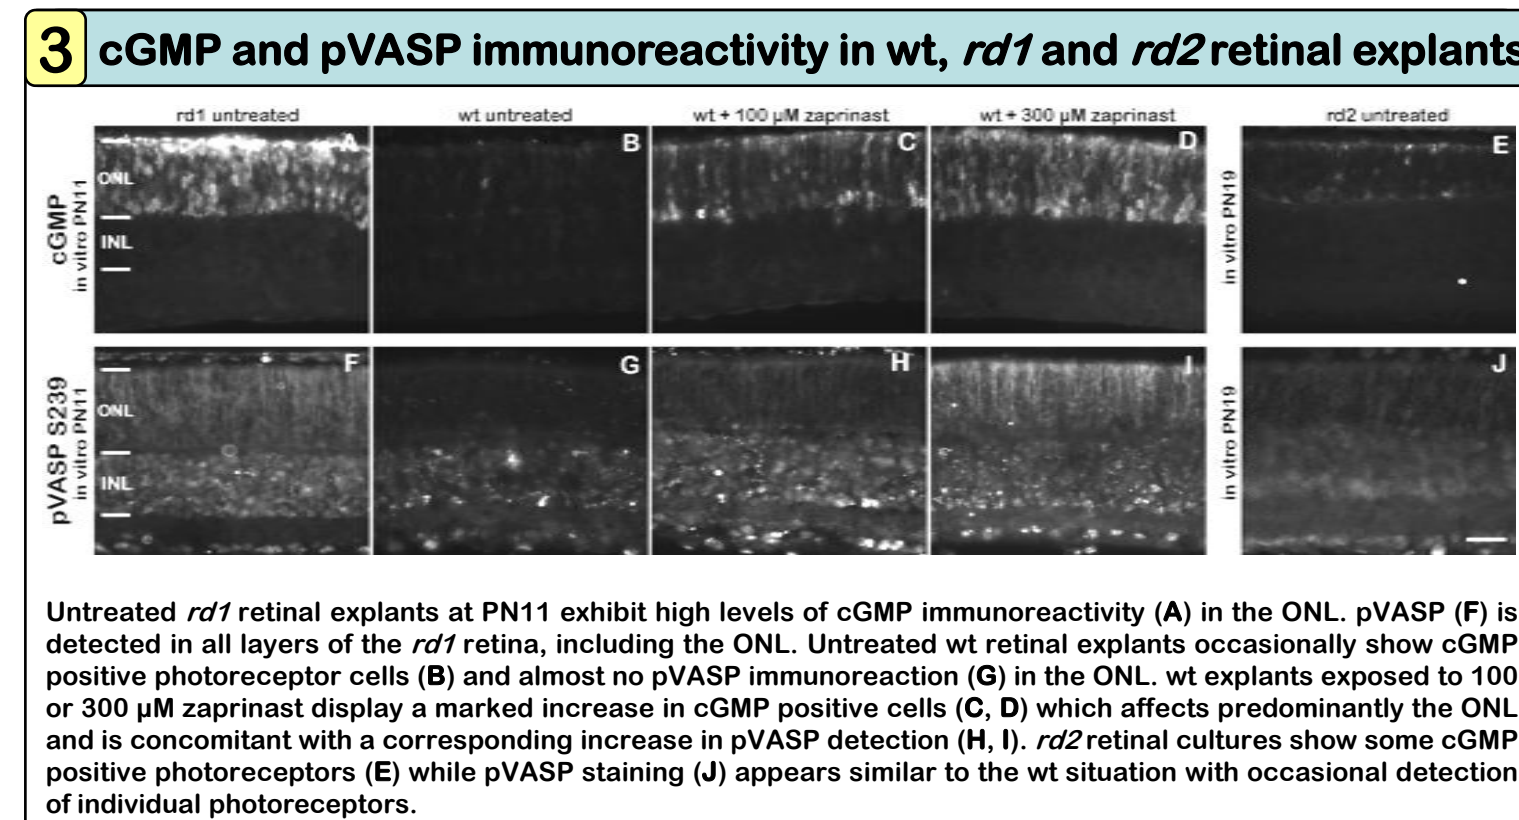 3 cGMP and pVASP immunoreactivity in wt, rd1 and rd2 retinal explants
rd1 untreated wt untreated wt + 100 µM zaprinast wt + 300 µM zaprinast rd2 untreated
cGMP
in vitro PN11
A
ONL
INL
B
C
D
in vitro PN19
E
pVASP S239
in vitro PN11
F
ONL
INL
G
H
I
in vitro PN19
J
Untreated rd1 retinal explants at PN11 exhibit high levels of cGMP immunoreactivity (A) in the ONL. pVASP (F) is
detected in all layers of the rd1 retina, including the ONL. Untreated wt retinal explants occasionally show cGMP
positive photoreceptor cells (B) and almost no pVASP immunoreaction (G) in the ONL. wt explants exposed to 100
or 300 µM zaprinast display a marked increase in cGMP positive cells (C, D) which affects predominantly the ONL
and is concomitant with a corresponding increase in pVASP detection (H, I). rd2 retinal cultures show some cGMP
positive photoreceptors (E) while pVASP staining (J) appears similar to the wt situation with occasional detection
of individual photoreceptors.